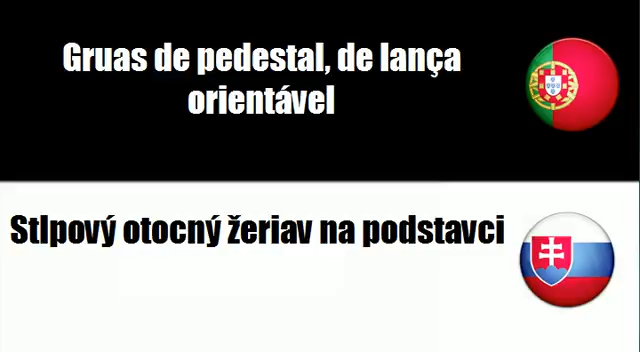 Gruas de pedestal, de lança
orientável
Stlpový otocný žeriav na podstavci